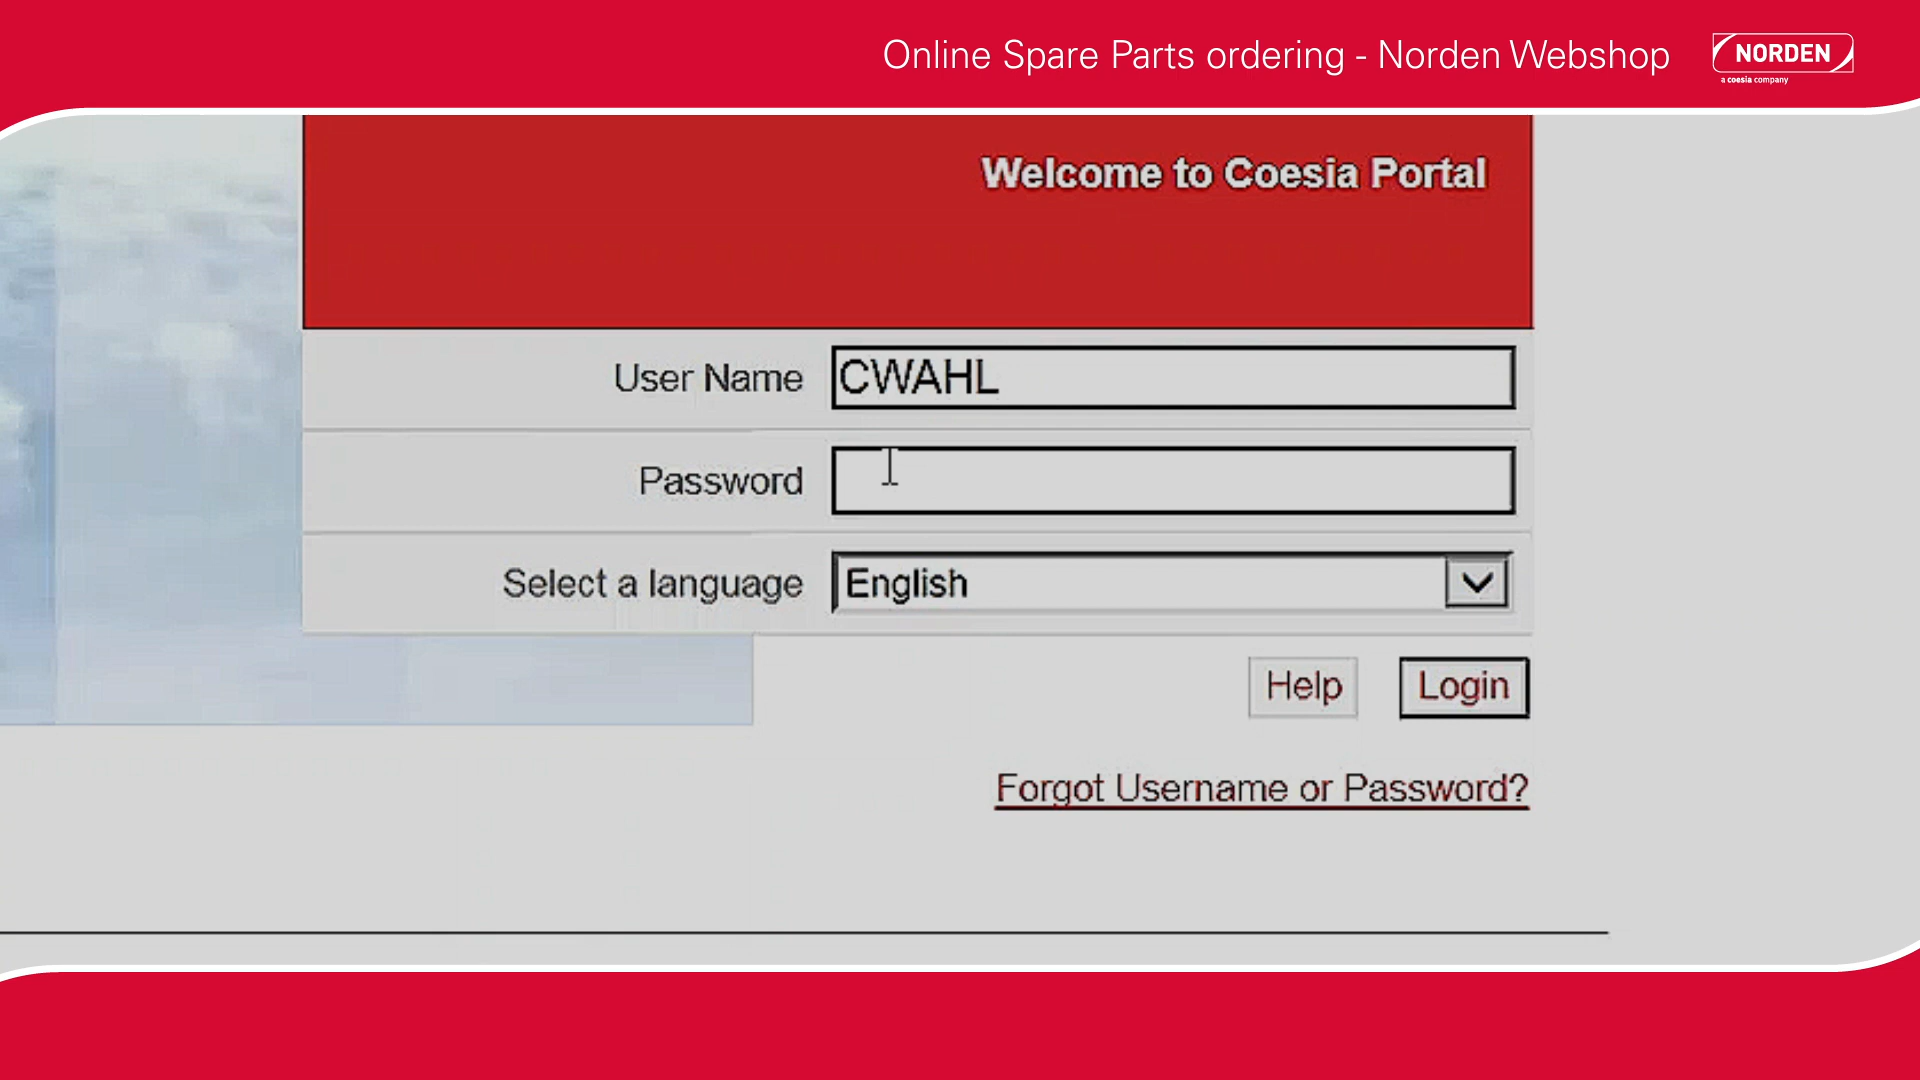 Online Spare Parts ordering - Norden Webshop
NORDEN
a coesia company
Welcome to Coesia Portal
User Name
CWAHL
Password
Select a language
English
Help
Login
Forgot Username or Password?